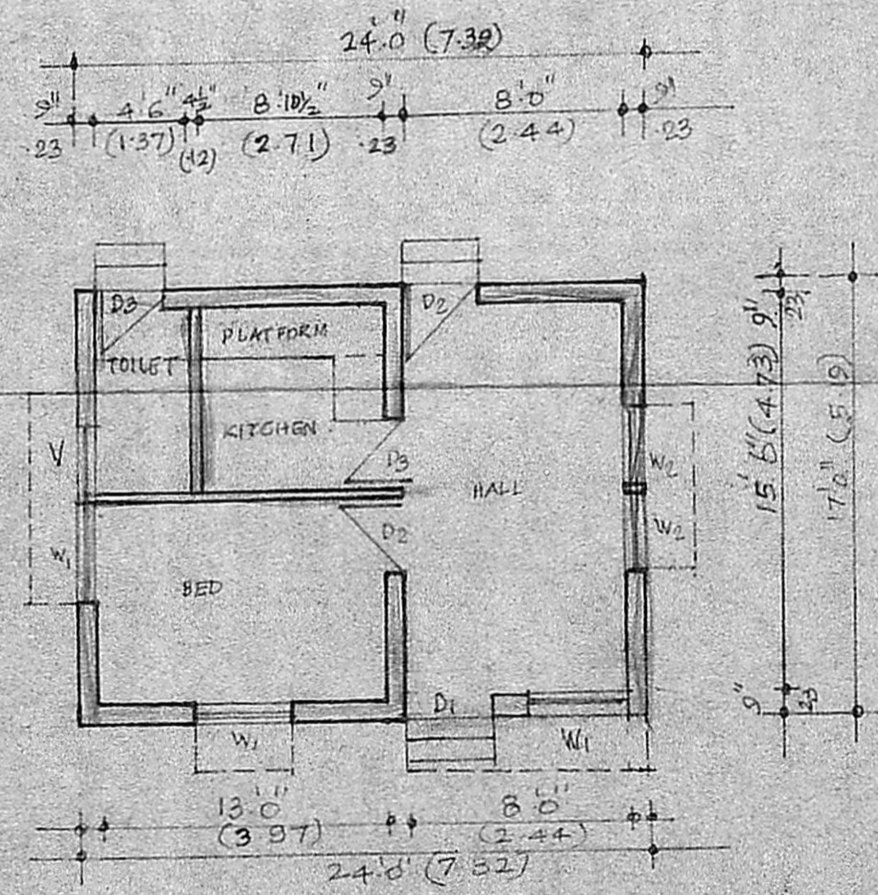 24'.0" (7.32)
9" 4'6" 4½" 8'10½" 9" 8'0" 9"
.23 (1.37) (.12) (2.71) .23 (2.44) .23
D3 D2
PLATFORM
TOILET
KITCHEN
V D3 W2
HALL
W1 D2 W2
BED
D1
W1 W1
9" 23
15'6" (4.73)
17'0" (5.19)
9" 23
13'0" 8'0"
(3.97) (2.44)
24'0" (7.32)